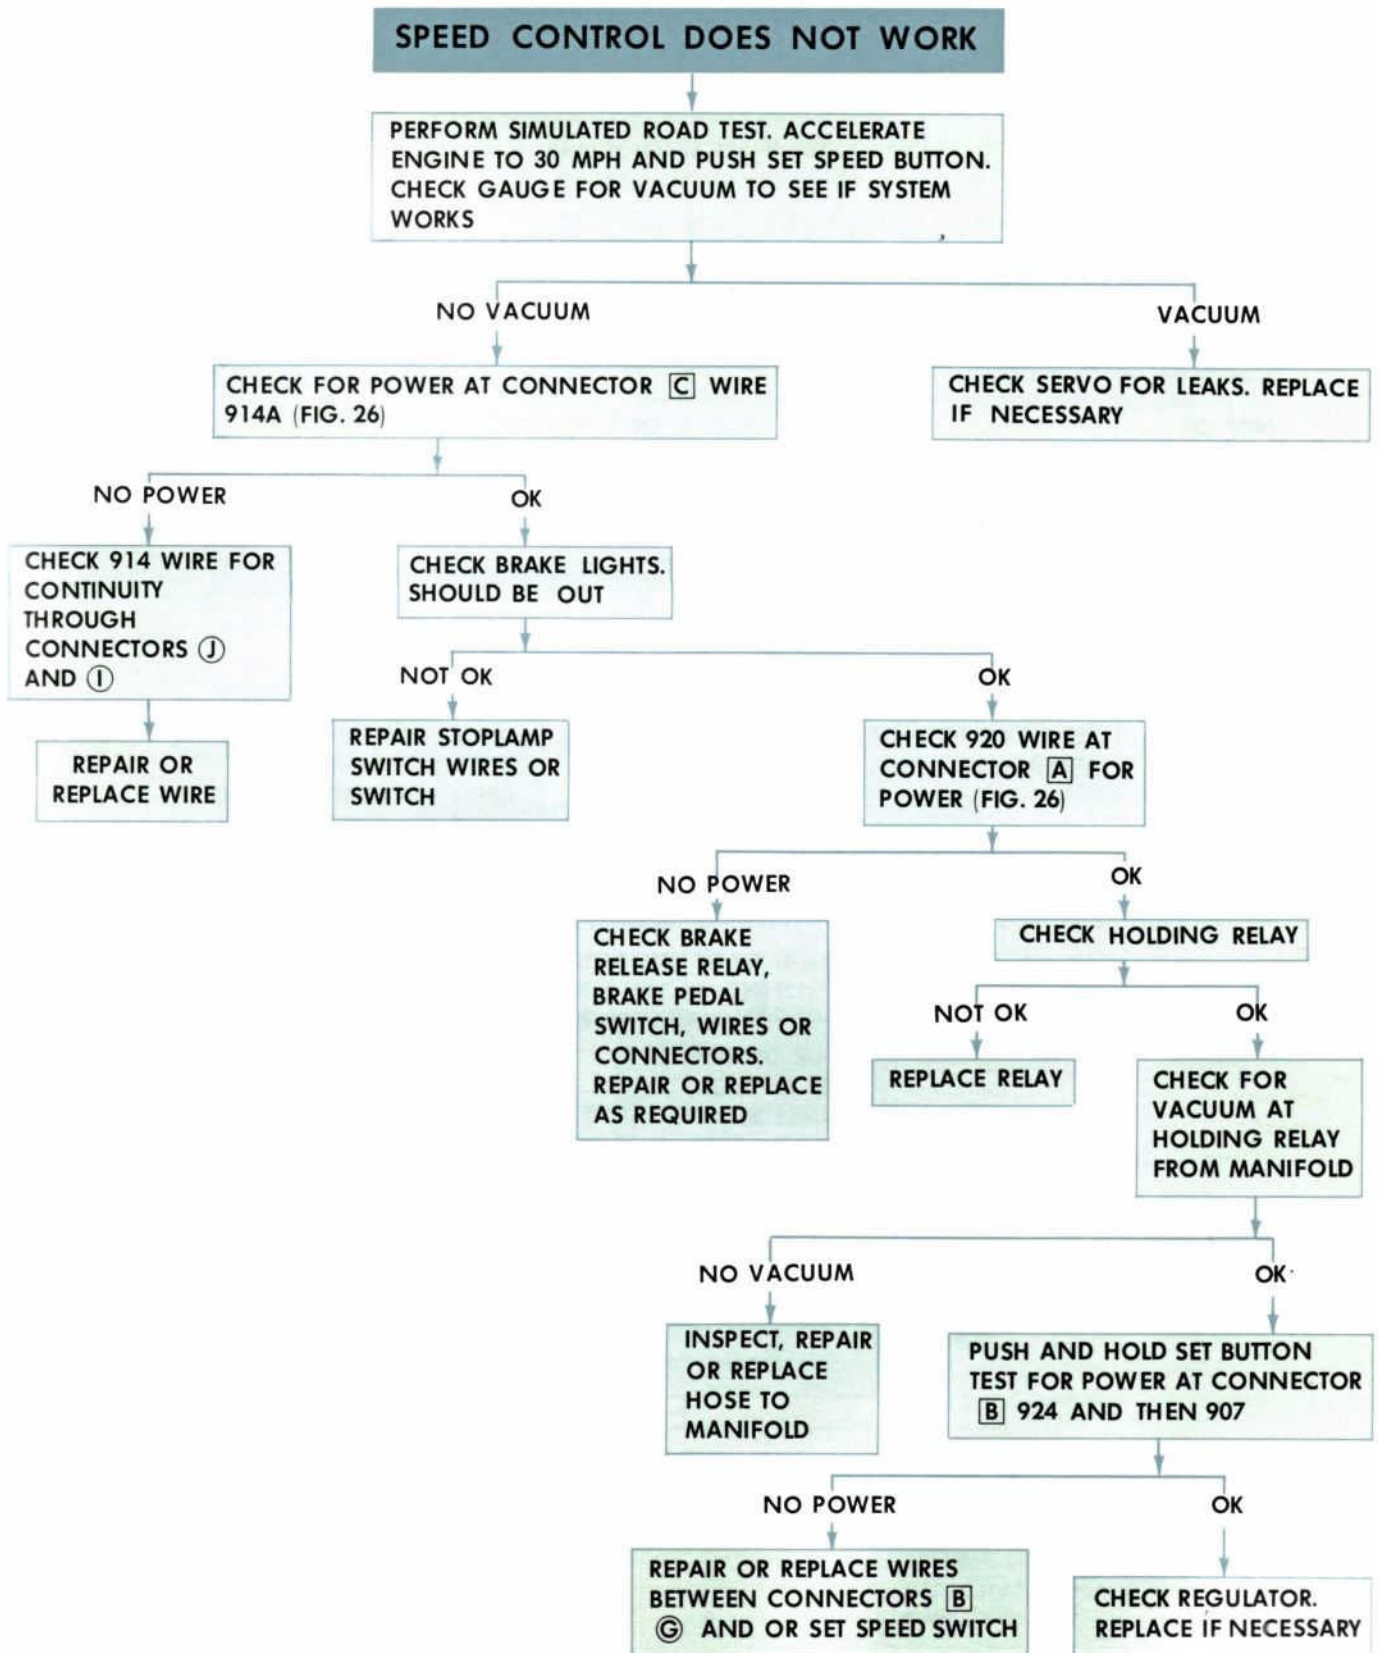 SPEED CONTROL DOES NOT WORK
PERFORM SIMULATED ROAD TEST. ACCELERATE
ENGINE TO 30 MPH AND PUSH SET SPEED BUTTON.
CHECK GAUGE FOR VACUUM TO SEE IF SYSTEM
WORKS
NO VACUUM
VACUUM
CHECK FOR POWER AT CONNECTOR C WIRE
914A (FIG. 26)
CHECK SERVO FOR LEAKS. REPLACE
IF NECESSARY
NO POWER
OK
CHECK 914 WIRE FOR
CONTINUITY
THROUGH
CONNECTORS J
AND I
CHECK BRAKE LIGHTS.
SHOULD BE OUT
REPAIR OR
REPLACE WIRE
NOT OK
OK
REPAIR STOPLAMP
SWITCH WIRES OR
SWITCH
CHECK 920 WIRE AT
CONNECTOR A FOR
POWER (FIG. 26)
NO POWER
OK
CHECK BRAKE
RELEASE RELAY,
BRAKE PEDAL
SWITCH, WIRES OR
CONNECTORS.
REPAIR OR REPLACE
AS REQUIRED
CHECK HOLDING RELAY
NOT OK
OK
REPLACE RELAY
CHECK FOR
VACUUM AT
HOLDING RELAY
FROM MANIFOLD
NO VACUUM
OK
INSPECT, REPAIR
OR REPLACE
HOSE TO
MANIFOLD
PUSH AND HOLD SET BUTTON
TEST FOR POWER AT CONNECTOR
B 924 AND THEN 907
NO POWER
OK
REPAIR OR REPLACE WIRES
BETWEEN CONNECTORS B
G AND OR SET SPEED SWITCH
CHECK REGULATOR.
REPLACE IF NECESSARY